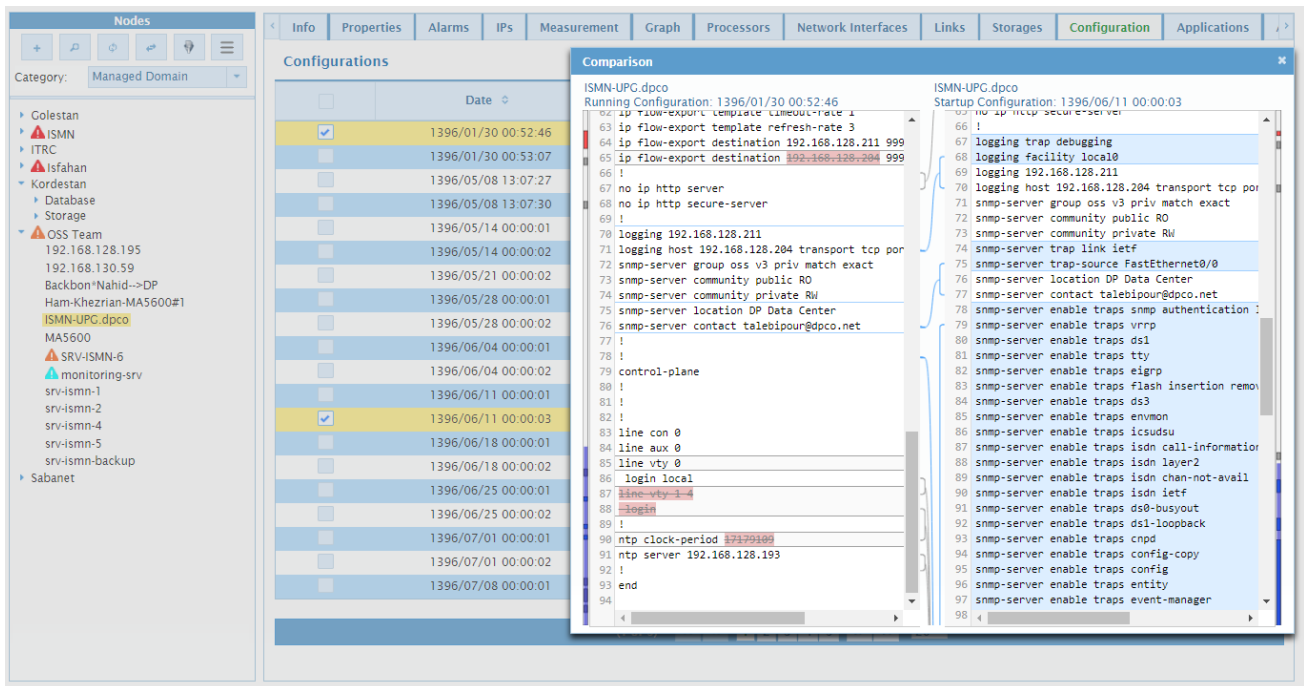 Nodes
Category: Managed Domain
Golestan
ISMN
ITRC
Isfahan
Kordestan
Database
Storage
OSS Team
192.168.128.195
192.168.130.59
Backbon*Nahid-->DP
Ham-Khezrian-MA5600#1
ISMN-UPG.dpco
MA5600
SRV-ISMN-6
monitoring-srv
srv-ismn-1
srv-ismn-2
srv-ismn-4
srv-ismn-5
srv-ismn-backup
Sabanet
Info Properties Alarms IPs Measurement Graph Processors Network Interfaces Links Storages Configuration Applications
Configurations
Date
1396/01/30 00:52:46
1396/01/30 00:53:07
1396/05/08 13:07:27
1396/05/08 13:07:30
1396/05/14 00:00:01
1396/05/14 00:00:02
1396/05/21 00:00:02
1396/05/28 00:00:01
1396/05/28 00:00:02
1396/06/04 00:00:01
1396/06/04 00:00:02
1396/06/11 00:00:01
1396/06/11 00:00:03
1396/06/18 00:00:01
1396/06/18 00:00:02
1396/06/25 00:00:01
1396/06/25 00:00:02
1396/07/01 00:00:01
1396/07/01 00:00:02
1396/07/08 00:00:01
Comparison
ISMN-UPG.dpco
Running Configuration: 1396/01/30 00:52:46
62 ip flow-export template timeout-rate 1
63 ip flow-export template refresh-rate 3
64 ip flow-export destination 192.168.128.211 999
65 ip flow-export destination 192.168.128.204 999
66 !
67 no ip http server
68 no ip http secure-server
69 !
70 logging 192.168.128.211
71 logging host 192.168.128.204 transport tcp por
72 snmp-server group oss v3 priv match exact
73 snmp-server community public RO
74 snmp-server community private RW
75 snmp-server location DP Data Center
76 snmp-server contact talebipour@dpco.net
77 !
78 !
79 control-plane
80 !
81 !
82 !
83 line con 0
84 line aux 0
85 line vty 0
86 login local
87 line vty 1 4
88 login
89 !
90 ntp clock-period 17179109
91 ntp server 192.168.128.193
92 !
93 end
94
ISMN-UPG.dpco
Startup Configuration: 1396/06/11 00:00:03
65 no ip http secure-server
66 !
67 logging trap debugging
68 logging facility local0
69 logging 192.168.128.211
70 logging host 192.168.128.204 transport tcp por
71 snmp-server group oss v3 priv match exact
72 snmp-server community public RO
73 snmp-server community private RW
74 snmp-server trap link ietf
75 snmp-server trap-source FastEthernet0/0
76 snmp-server location DP Data Center
77 snmp-server contact talebipour@dpco.net
78 snmp-server enable traps snmp authentication
79 snmp-server enable traps vrrp
80 snmp-server enable traps ds1
81 snmp-server enable traps tty
82 snmp-server enable traps eigrp
83 snmp-server enable traps flash insertion remov
84 snmp-server enable traps ds3
85 snmp-server enable traps envmon
86 snmp-server enable traps icsudsu
87 snmp-server enable traps isdn call-information
88 snmp-server enable traps isdn layer2
89 snmp-server enable traps isdn chan-not-avail
90 snmp-server enable traps isdn ietf
91 snmp-server enable traps ds0-busyout
92 snmp-server enable traps ds1-loopback
93 snmp-server enable traps cnpd
94 snmp-server enable traps config-copy
95 snmp-server enable traps config
96 snmp-server enable traps entity
97 snmp-server enable traps event-manager
98